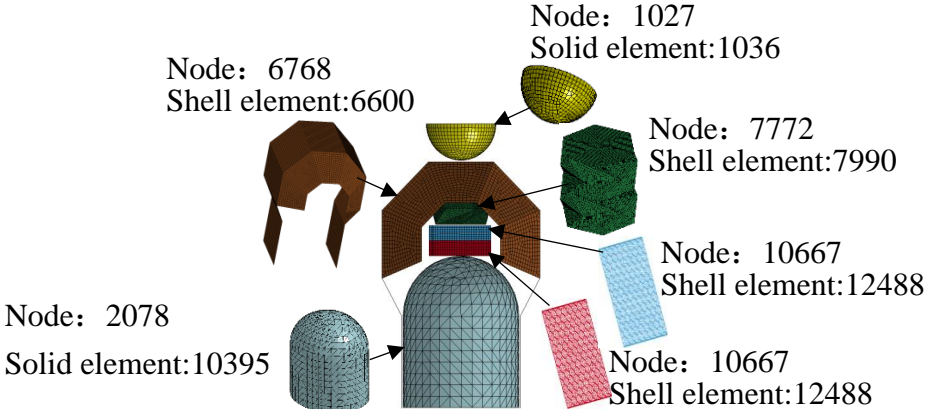 Node：1027
Solid element:1036
Node：6768
Shell element:6600
Node：7772
Shell element:7990
Node：10667
Shell element:12488
Node：2078
Solid element:10395
Node：10667
Shell element:12488